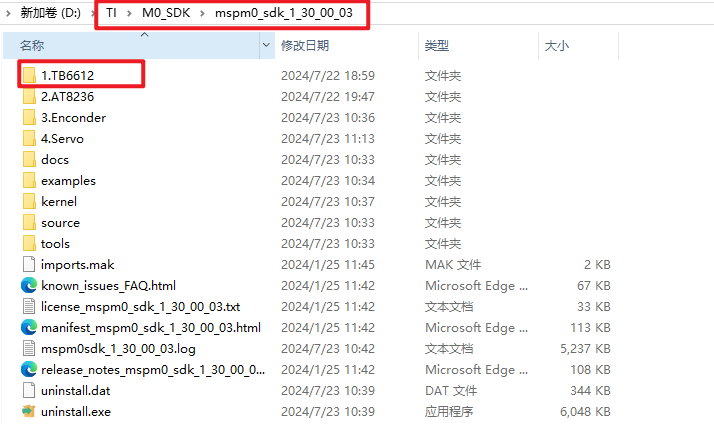 新加卷 (D:) > TI > M0_SDK > mspm0_sdk_1_30_00_03
名称 修改日期 类型 大小
1.TB6612 2024/7/22 18:59 文件夹
2.AT8236 2024/7/22 19:47 文件夹
3.Enconder 2024/7/23 10:36 文件夹
4.Servo 2024/7/23 11:13 文件夹
docs 2024/7/23 10:33 文件夹
examples 2024/7/23 10:34 文件夹
kernel 2024/7/23 10:37 文件夹
source 2024/7/23 10:33 文件夹
tools 2024/7/23 10:33 文件夹
imports.mak 2024/1/25 11:45 MAK 文件 2 KB
known_issues_FAQ.html 2024/1/25 11:42 Microsoft Edge ... 67 KB
license_mspm0_sdk_1_30_00_03.txt 2024/1/25 11:42 文本文档 33 KB
manifest_mspm0_sdk_1_30_00_03.html 2024/1/25 11:42 Microsoft Edge ... 113 KB
mspm0sdk_1_30_00_03.log 2024/7/23 10:42 文本文档 5,237 KB
release_notes_mspm0_sdk_1_30_00_0... 2024/1/25 11:42 Microsoft Edge ... 108 KB
uninstall.dat 2024/7/23 10:39 DAT 文件 344 KB
uninstall.exe 2024/7/23 10:39 应用程序 6,048 KB